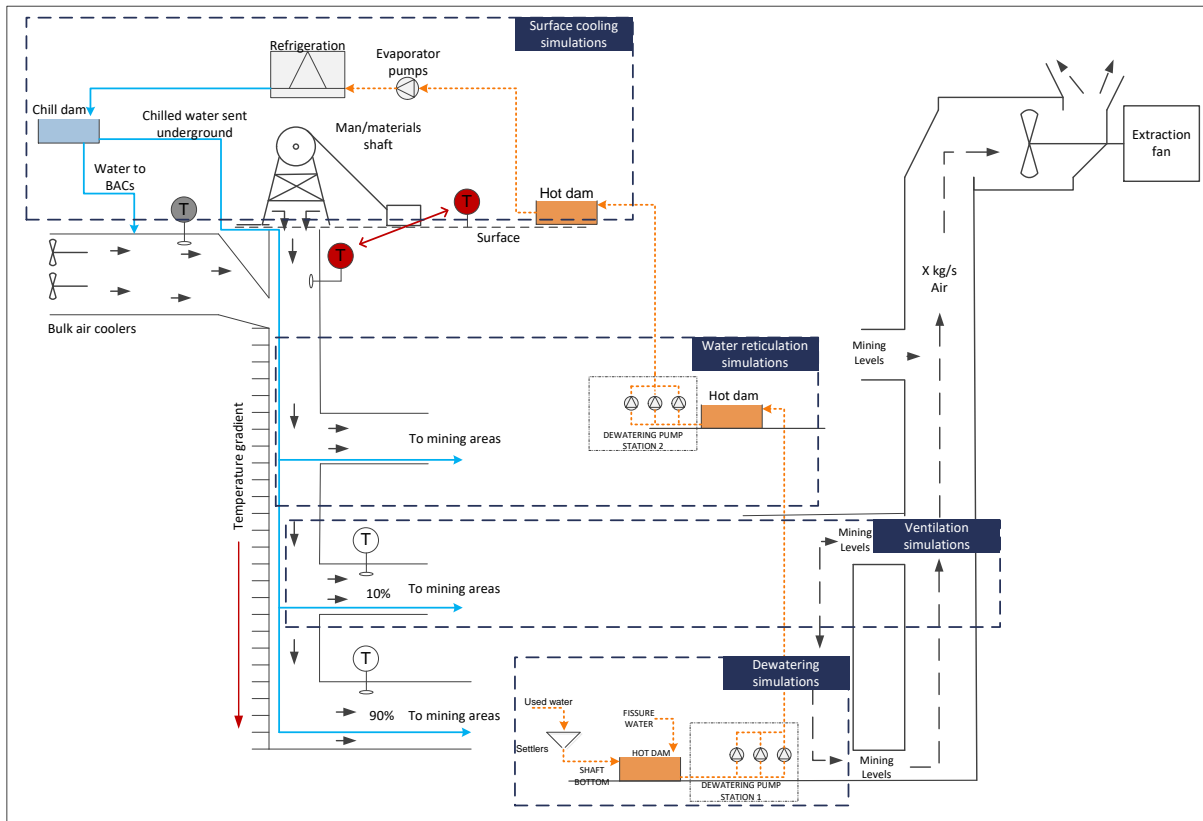 Surface cooling
simulations
Refrigeration
Evaporator
pumps
Chill dam
Chilled water sent
underground
Man/materials
shaft
Extraction
fan
Water to
BACs
T
T
Hot dam
Surface
T
X kg/s
Air
Bulk air coolers
Mining
Levels
Water reticulation
simulations
Hot dam
DEWATERING PUMP
STATION 2
To mining areas
Temperature gradient
Ventilation
simulations
Mining
Levels
T
10%
To mining areas
T
Dewatering
simulations
90%
To mining areas
Used water
FISSURE
WATER
Settlers
HOT DAM
SHAFT
BOTTOM
DEWATERING PUMP
STATION 1
Mining
Levels